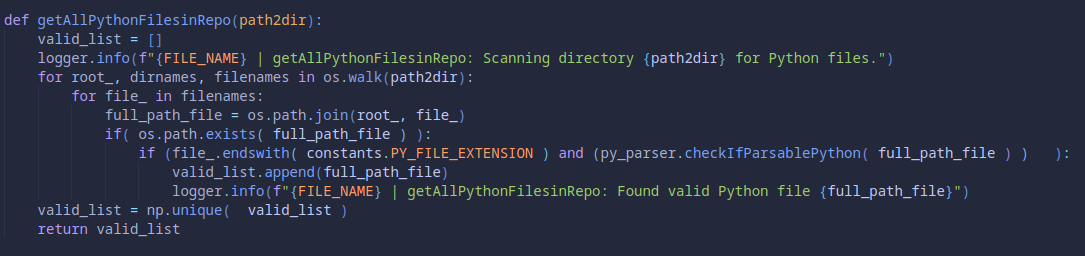 def getAllPythonFilesinRepo(path2dir):
    valid_list = []
    logger.info(f"{FILE_NAME} | getAllPythonFilesinRepo: Scanning directory {path2dir} for Python files.")
    for root_, dirnames, filenames in os.walk(path2dir):
        for file_ in filenames:
            full_path_file = os.path.join(root_, file_)
            if( os.path.exists( full_path_file ) ):
                if (file_.endswith( constants.PY_FILE_EXTENSION ) and (py_parser.checkIfParsablePython( full_path_file ) )   ):
                    valid_list.append(full_path_file)
                    logger.info(f"{FILE_NAME} | getAllPythonFilesinRepo: Found valid Python file {full_path_file}")
    valid_list = np.unique(  valid_list )
    return valid_list